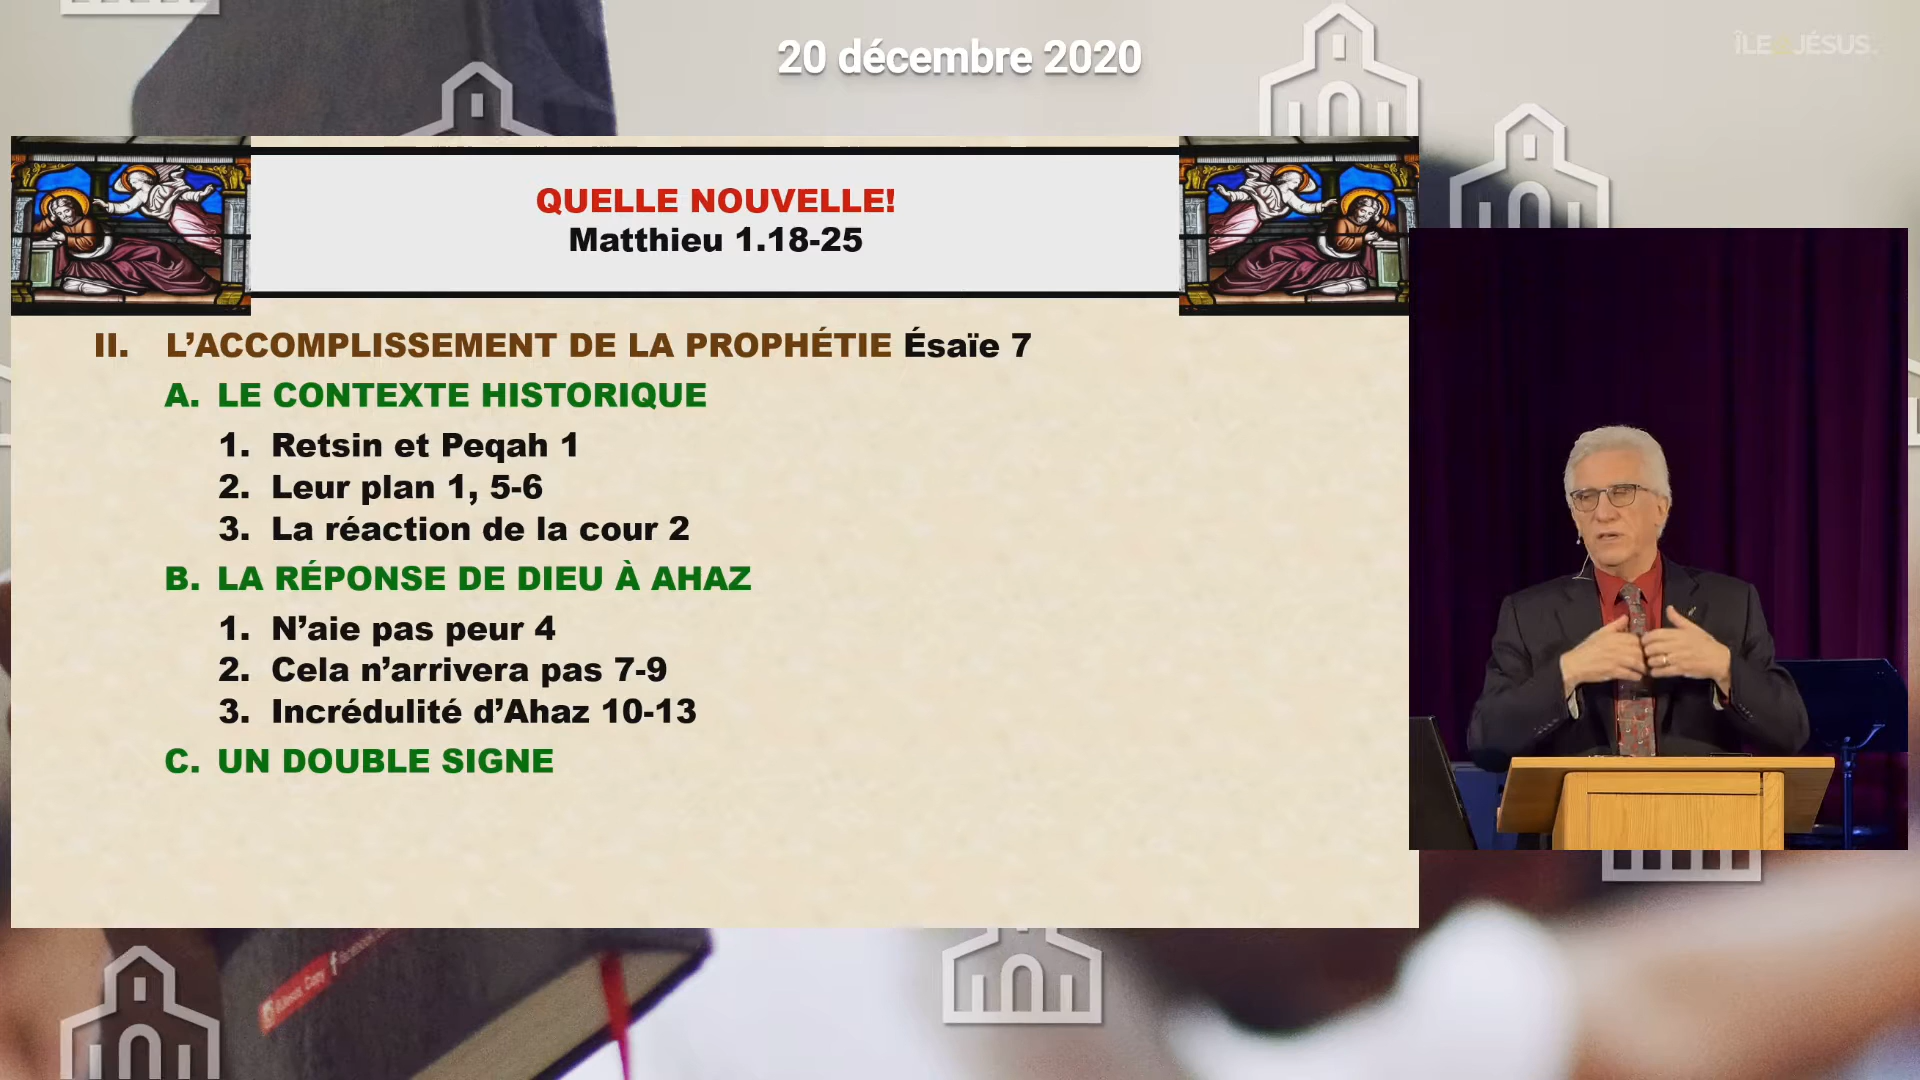 20 décembre 2020
ÎLE JÉSUS
QUELLE NOUVELLE!
Matthieu 1.18-25
II. L’ACCOMPLISSEMENT DE LA PROPHÉTIE Ésaïe 7
A. LE CONTEXTE HISTORIQUE
1. Retsin et Peqah 1
2. Leur plan 1, 5-6
3. La réaction de la cour 2
B. LA RÉPONSE DE DIEU À AHAZ
1. N’aie pas peur 4
2. Cela n’arrivera pas 7-9
3. Incrédulité d’Ahaz 10-13
C. UN DOUBLE SIGNE